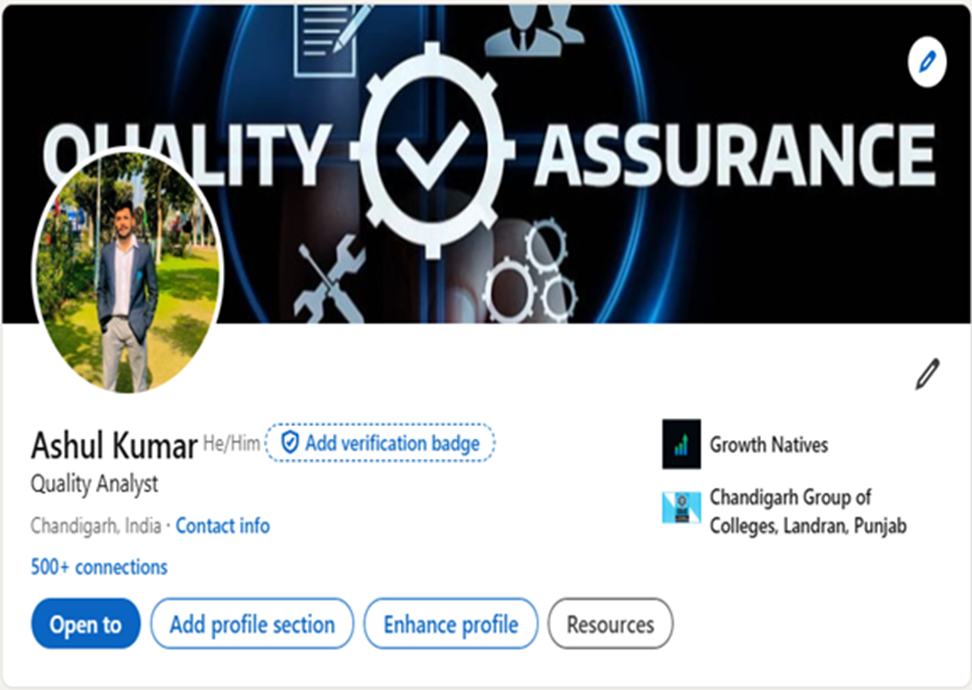 QUALITY ASSURANCE
Ashul Kumar He/Him Add verification badge
Quality Analyst
Chandigarh, India · Contact info
500+ connections
Growth Natives
Chandigarh Group of
Colleges, Landran, Punjab
Open to Add profile section Enhance profile Resources